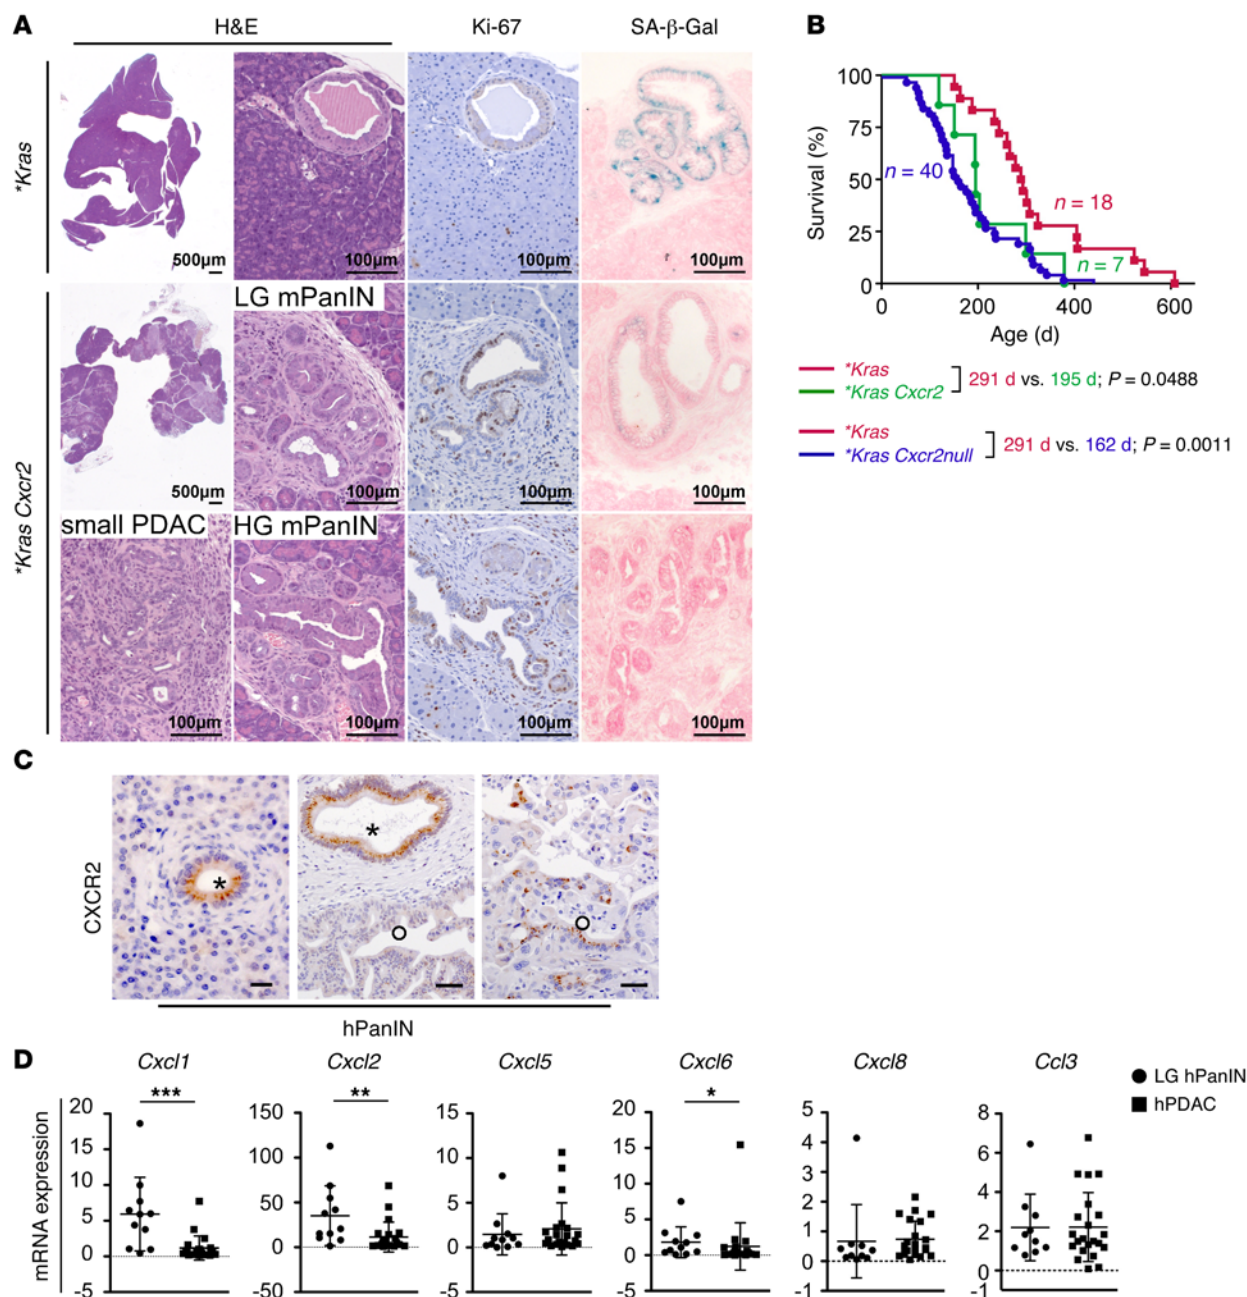 A
H&E
Ki-67
SA-β-Gal
*Kras
500µm
100µm
100µm
100µm
*Kras Cxcr2
LG mPanIN
500µm
100µm
100µm
100µm
small PDAC
HG mPanIN
100µm
100µm
100µm
100µm
B
Survival (%)
100
75
50
25
0
n = 40
n = 18
n = 7
0 200 400 600
Age (d)
*Kras
*Kras Cxcr2
291 d vs. 195 d; P = 0.0488
*Kras
*Kras Cxcr2null
291 d vs. 162 d; P = 0.0011
C
CXCR2
*
*
hPanIN
D
mRNA expression
Cxcl1
***
20
15
10
5
0
-5
Cxcl2
**
150
100
50
0
-50
Cxcl5
15
10
5
0
-5
Cxcl6
*
20
15
10
5
0
-5
Cxcl8
5
4
3
2
1
0
-1
Ccl3
8
6
4
2
0
-1
LG hPanIN
hPDAC